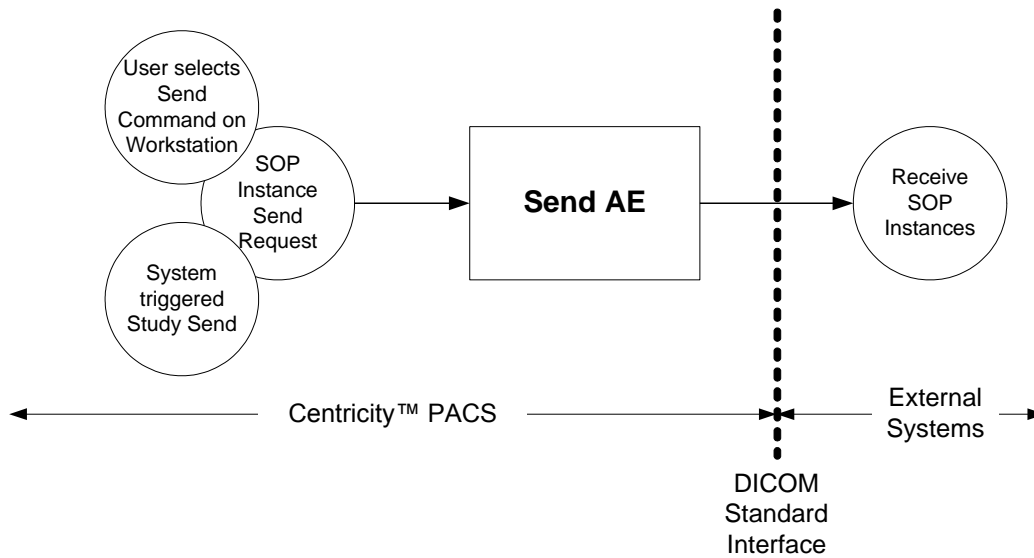 User selects
Send
Command on
Workstation
SOP
Instance
Send
Request
System
triggered
Study Send
Send AE
Receive
SOP
Instances
Centricity™ PACS
External
Systems
DICOM
Standard
Interface